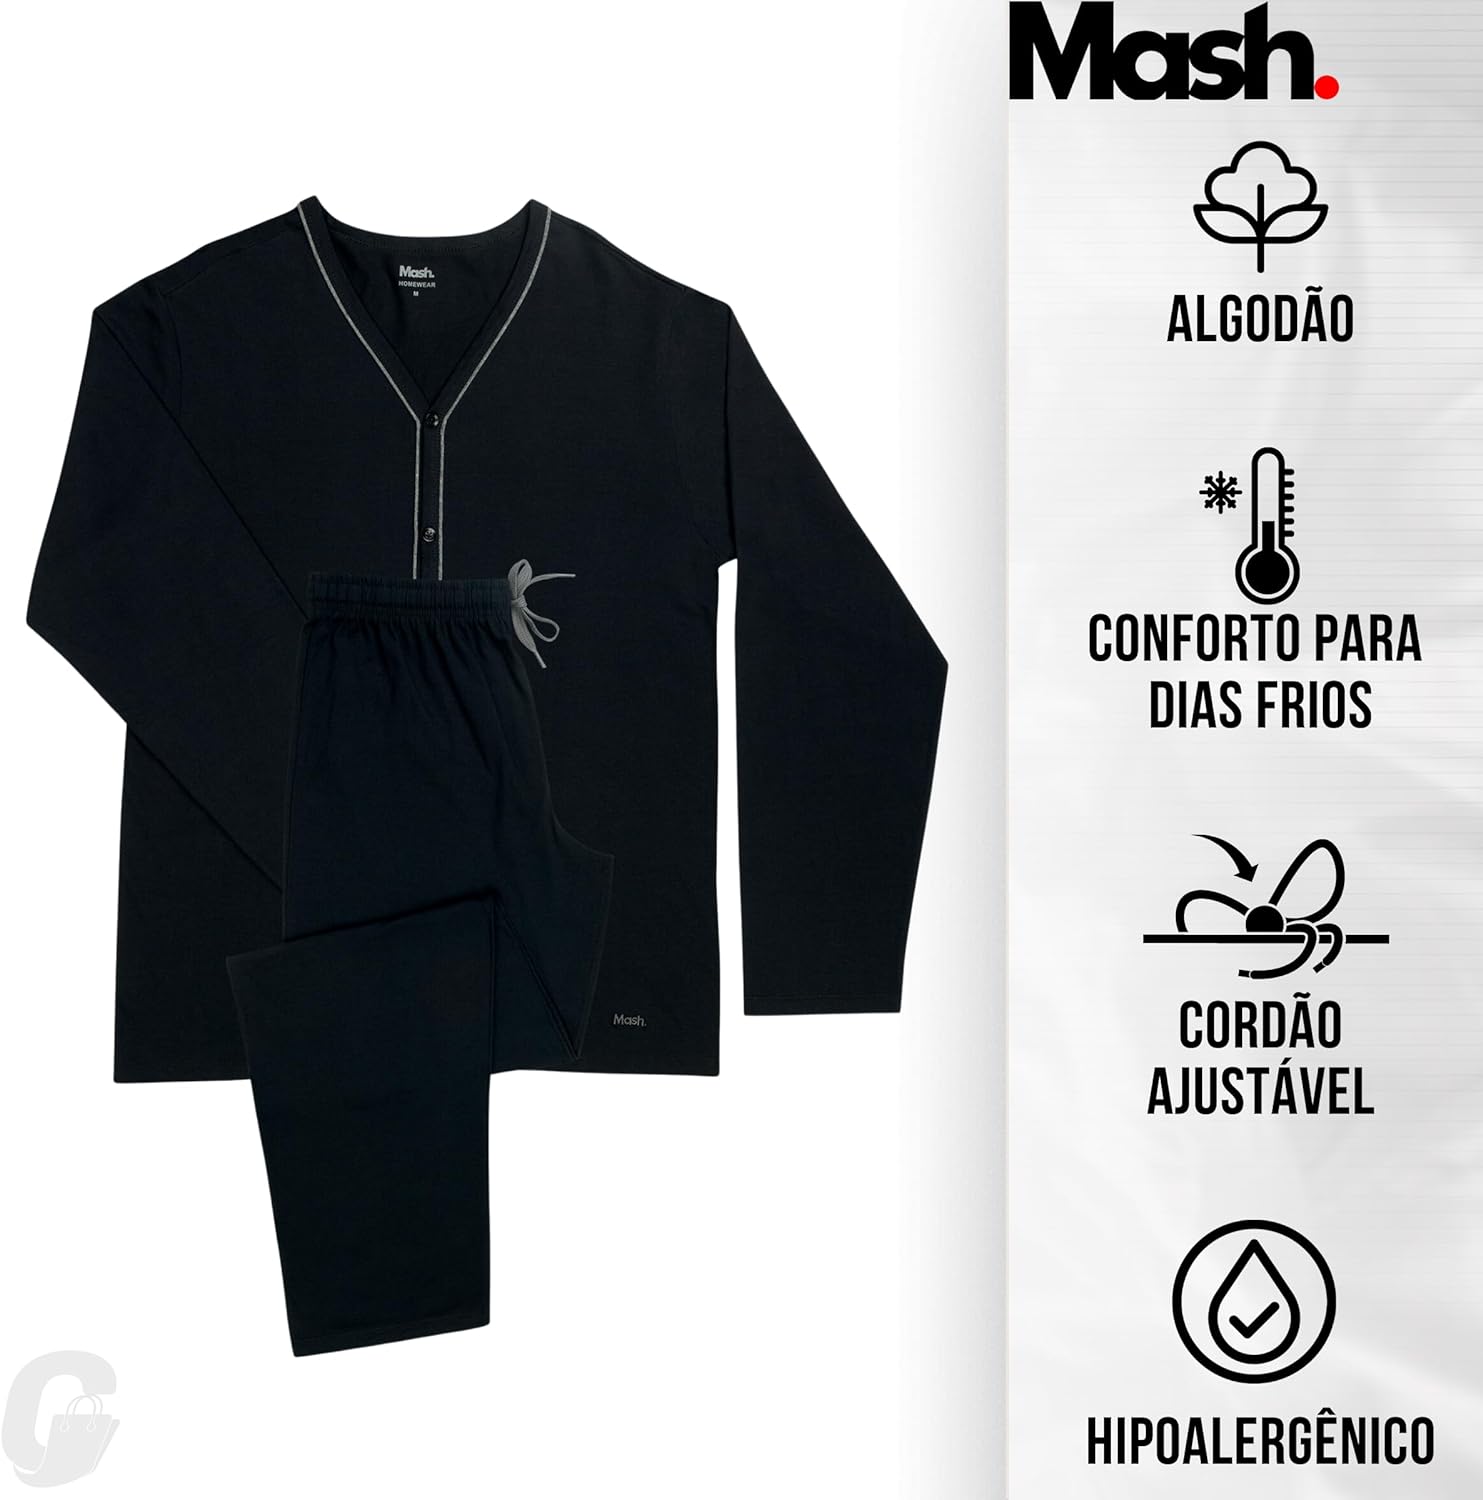 Mash.
Mash.
HOMEWEAR
M
ALGODÃO
CONFORTO PARA
DIAS FRIOS
CORDÃO
AJUSTÁVEL
Mash.
HIPOALERGÊNICO